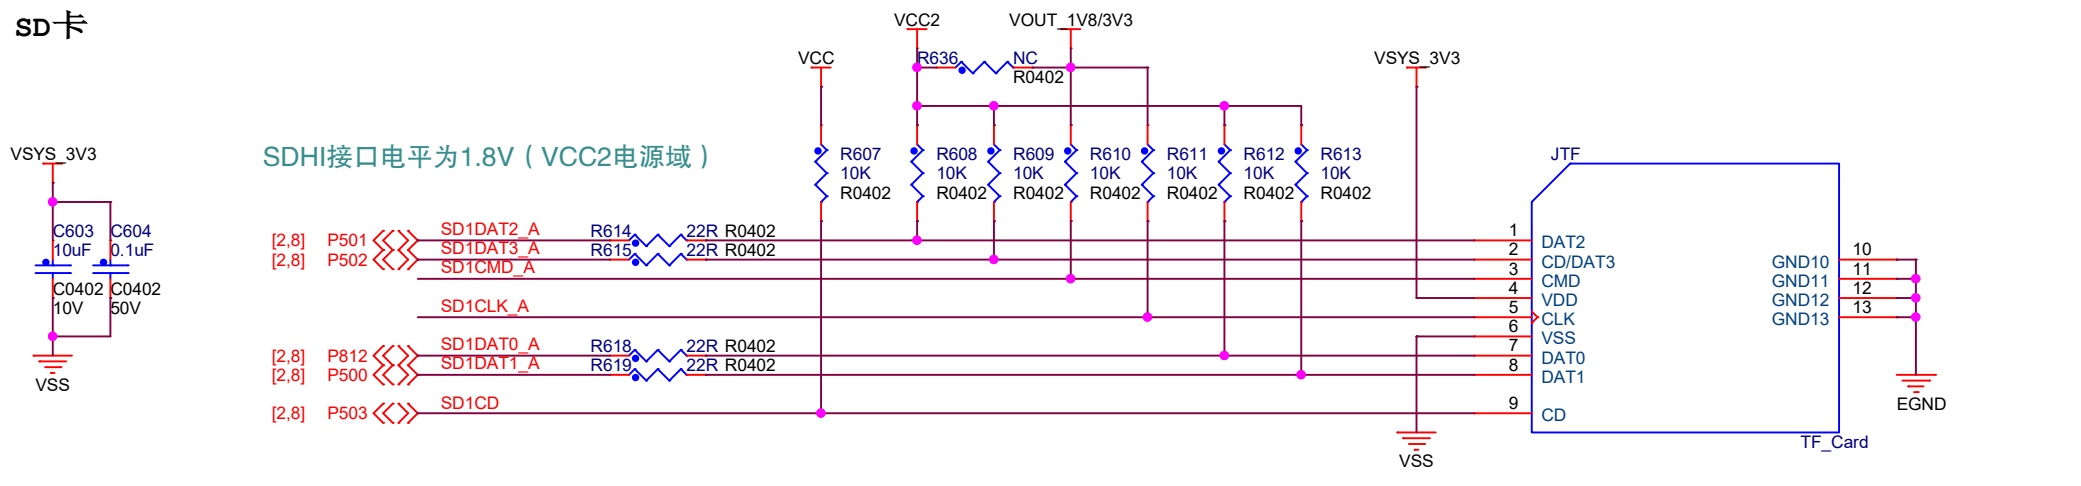 SD卡
VCC2
VOUT_1V8/3V3
VCC
R636
NC
R0402
VSYS_3V3
VSYS_3V3
SDHI接口电平为1.8V（VCC2电源域）
R607
10K
R0402
R608
10K
R0402
R609
10K
R0402
R610
10K
R0402
R611
10K
R0402
R612
10K
R0402
R613
10K
R0402
JTF
C603
10uF
C0402
10V
C604
0.1uF
C0402
50V
VSS
[2,8] P501 SD1DAT2_A R614 22R R0402 1 DAT2
[2,8] P502 SD1DAT3_A R615 22R R0402 2 CD/DAT3
SD1CMD_A 3 CMD
4 VDD
SD1CLK_A 5 CLK
6 VSS
[2,8] P812 SD1DAT0_A R618 22R R0402 7 DAT0
[2,8] P500 SD1DAT1_A R619 22R R0402 8 DAT1
[2,8] P503 SD1CD 9 CD
GND10 10
GND11 11
GND12 12
GND13 13
EGND
TF_Card
VSS